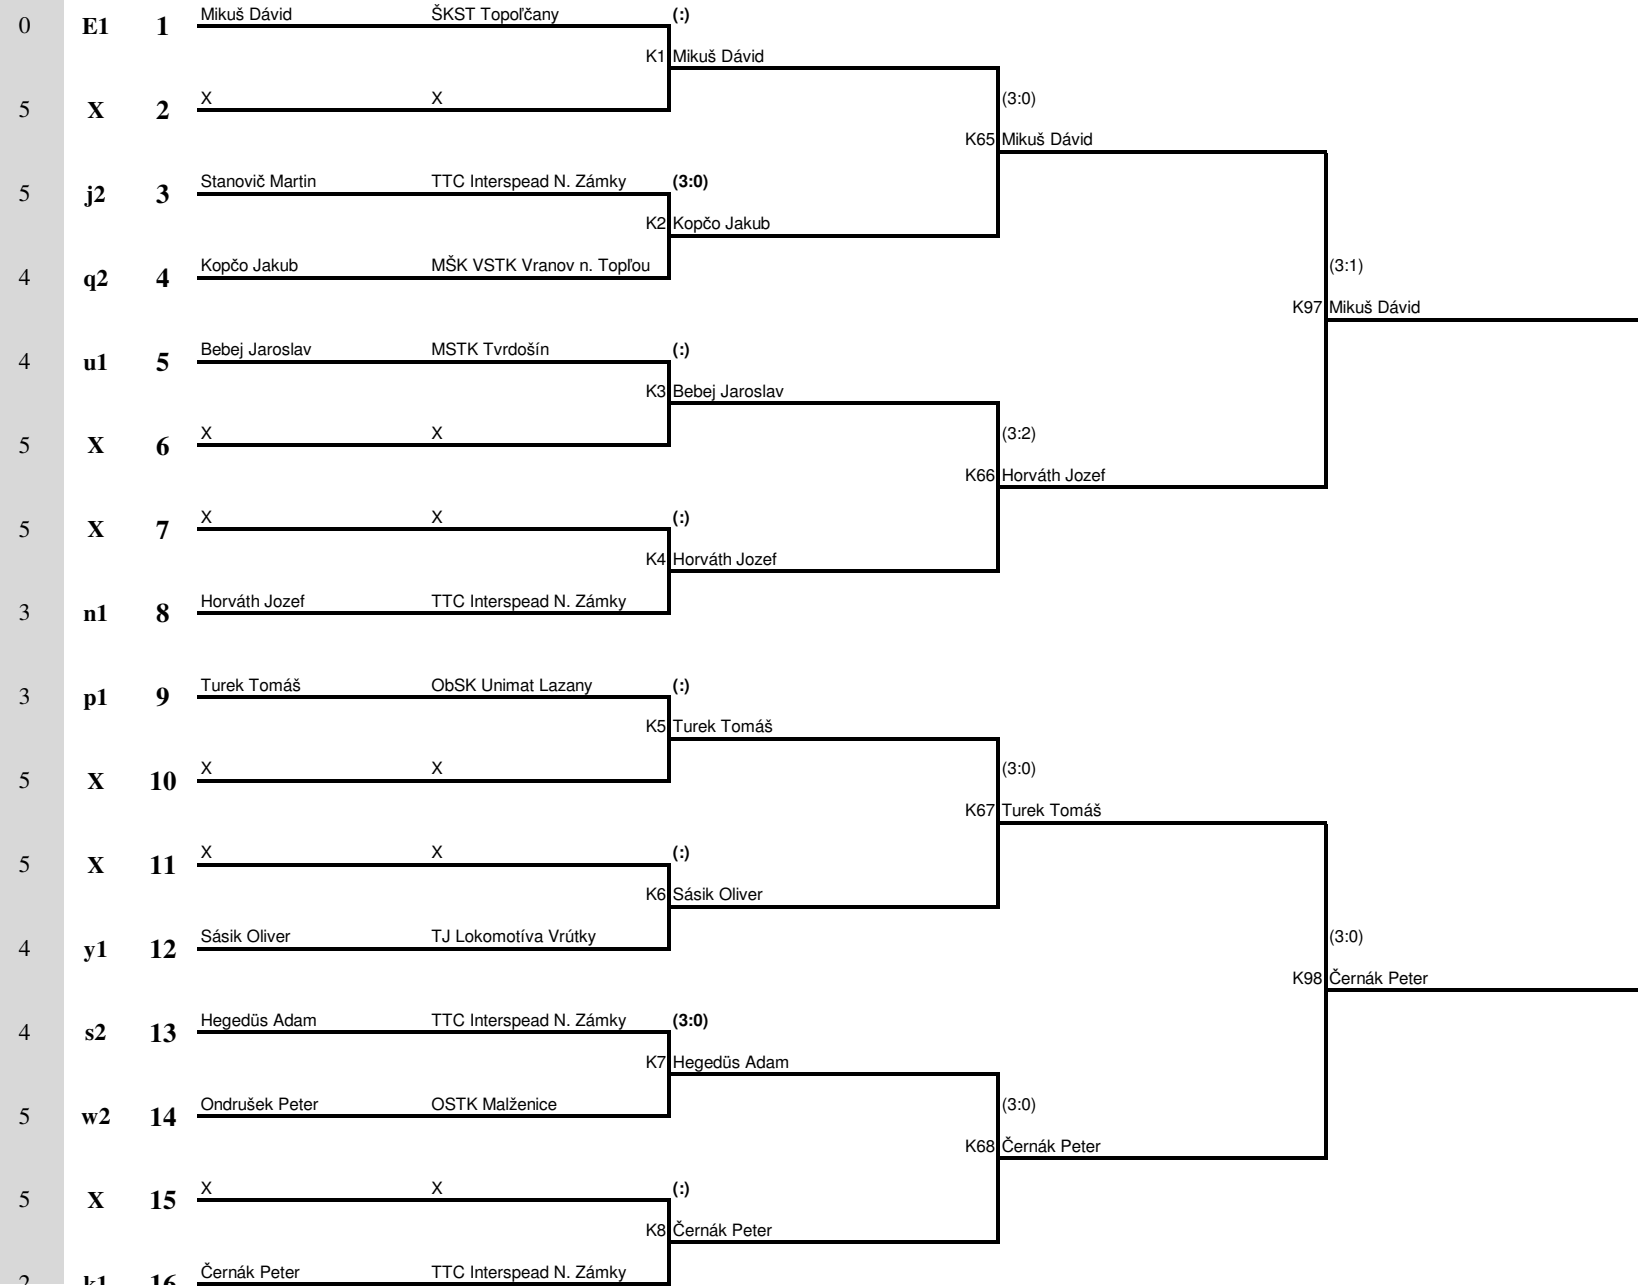 0 E1 1 Mikuš Dávid ŠKST Topoľčany (:)
K1 Mikuš Dávid
5 X 2 X X (3:0)
K65 Mikuš Dávid
5 j2 3 Stanovič Martin TTC Interspead N. Zámky (3:0)
K2 Kopčo Jakub
4 q2 4 Kopčo Jakub MŠK VSTK Vranov n. Topľou (3:1)
K97 Mikuš Dávid
4 u1 5 Bebej Jaroslav MSTK Tvrdošín (:)
K3 Bebej Jaroslav
5 X 6 X X (3:2)
K66 Horváth Jozef
5 X 7 X X (:)
K4 Horváth Jozef
3 n1 8 Horváth Jozef TTC Interspead N. Zámky
3 p1 9 Turek Tomáš ObSK Unimat Lazany (:)
K5 Turek Tomáš
5 X 10 X X (3:0)
K67 Turek Tomáš
5 X 11 X X (:)
K6 Sásik Oliver
4 y1 12 Sásik Oliver TJ Lokomotíva Vrútky (3:0)
K98 Černák Peter
4 s2 13 Hegedüs Adam TTC Interspead N. Zámky (3:0)
K7 Hegedüs Adam
5 w2 14 Ondrušek Peter OSTK Malženice (3:0)
K68 Černák Peter
5 X 15 X X (:)
K8 Černák Peter
2 k1 16 Černák Peter TTC Interspead N. Zámky